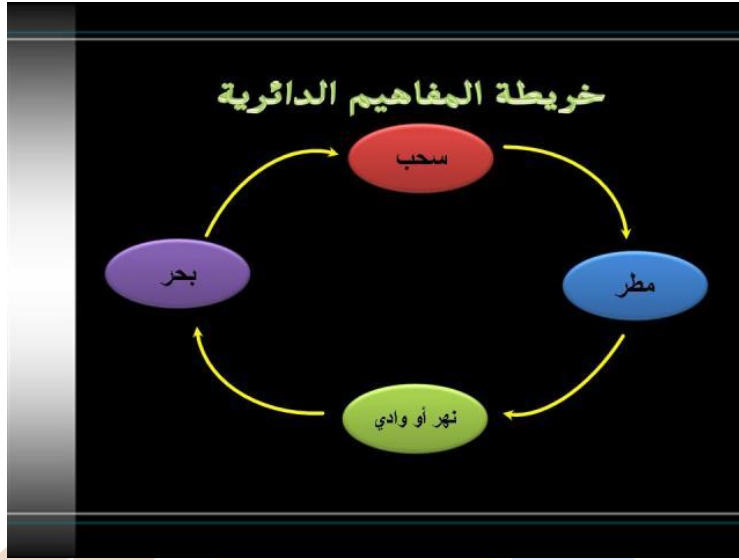 خريطة المفاهيم الدائرية
سحب
مطر
نهر أو وادي
بحر